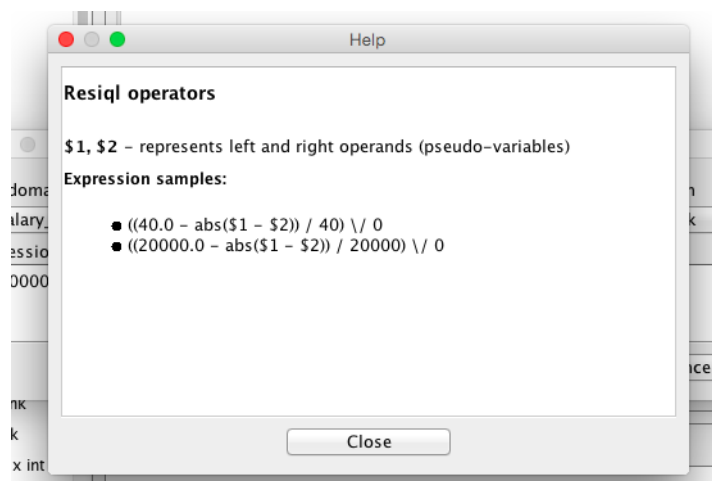 Help
Resiql operators
$1, $2 – represents left and right operands (pseudo-variables)
Expression samples:
● ((40.0 – abs($1 – $2)) / 40) \/ 0
● ((20000.0 – abs($1 – $2)) / 20000) \/ 0
Close
x int